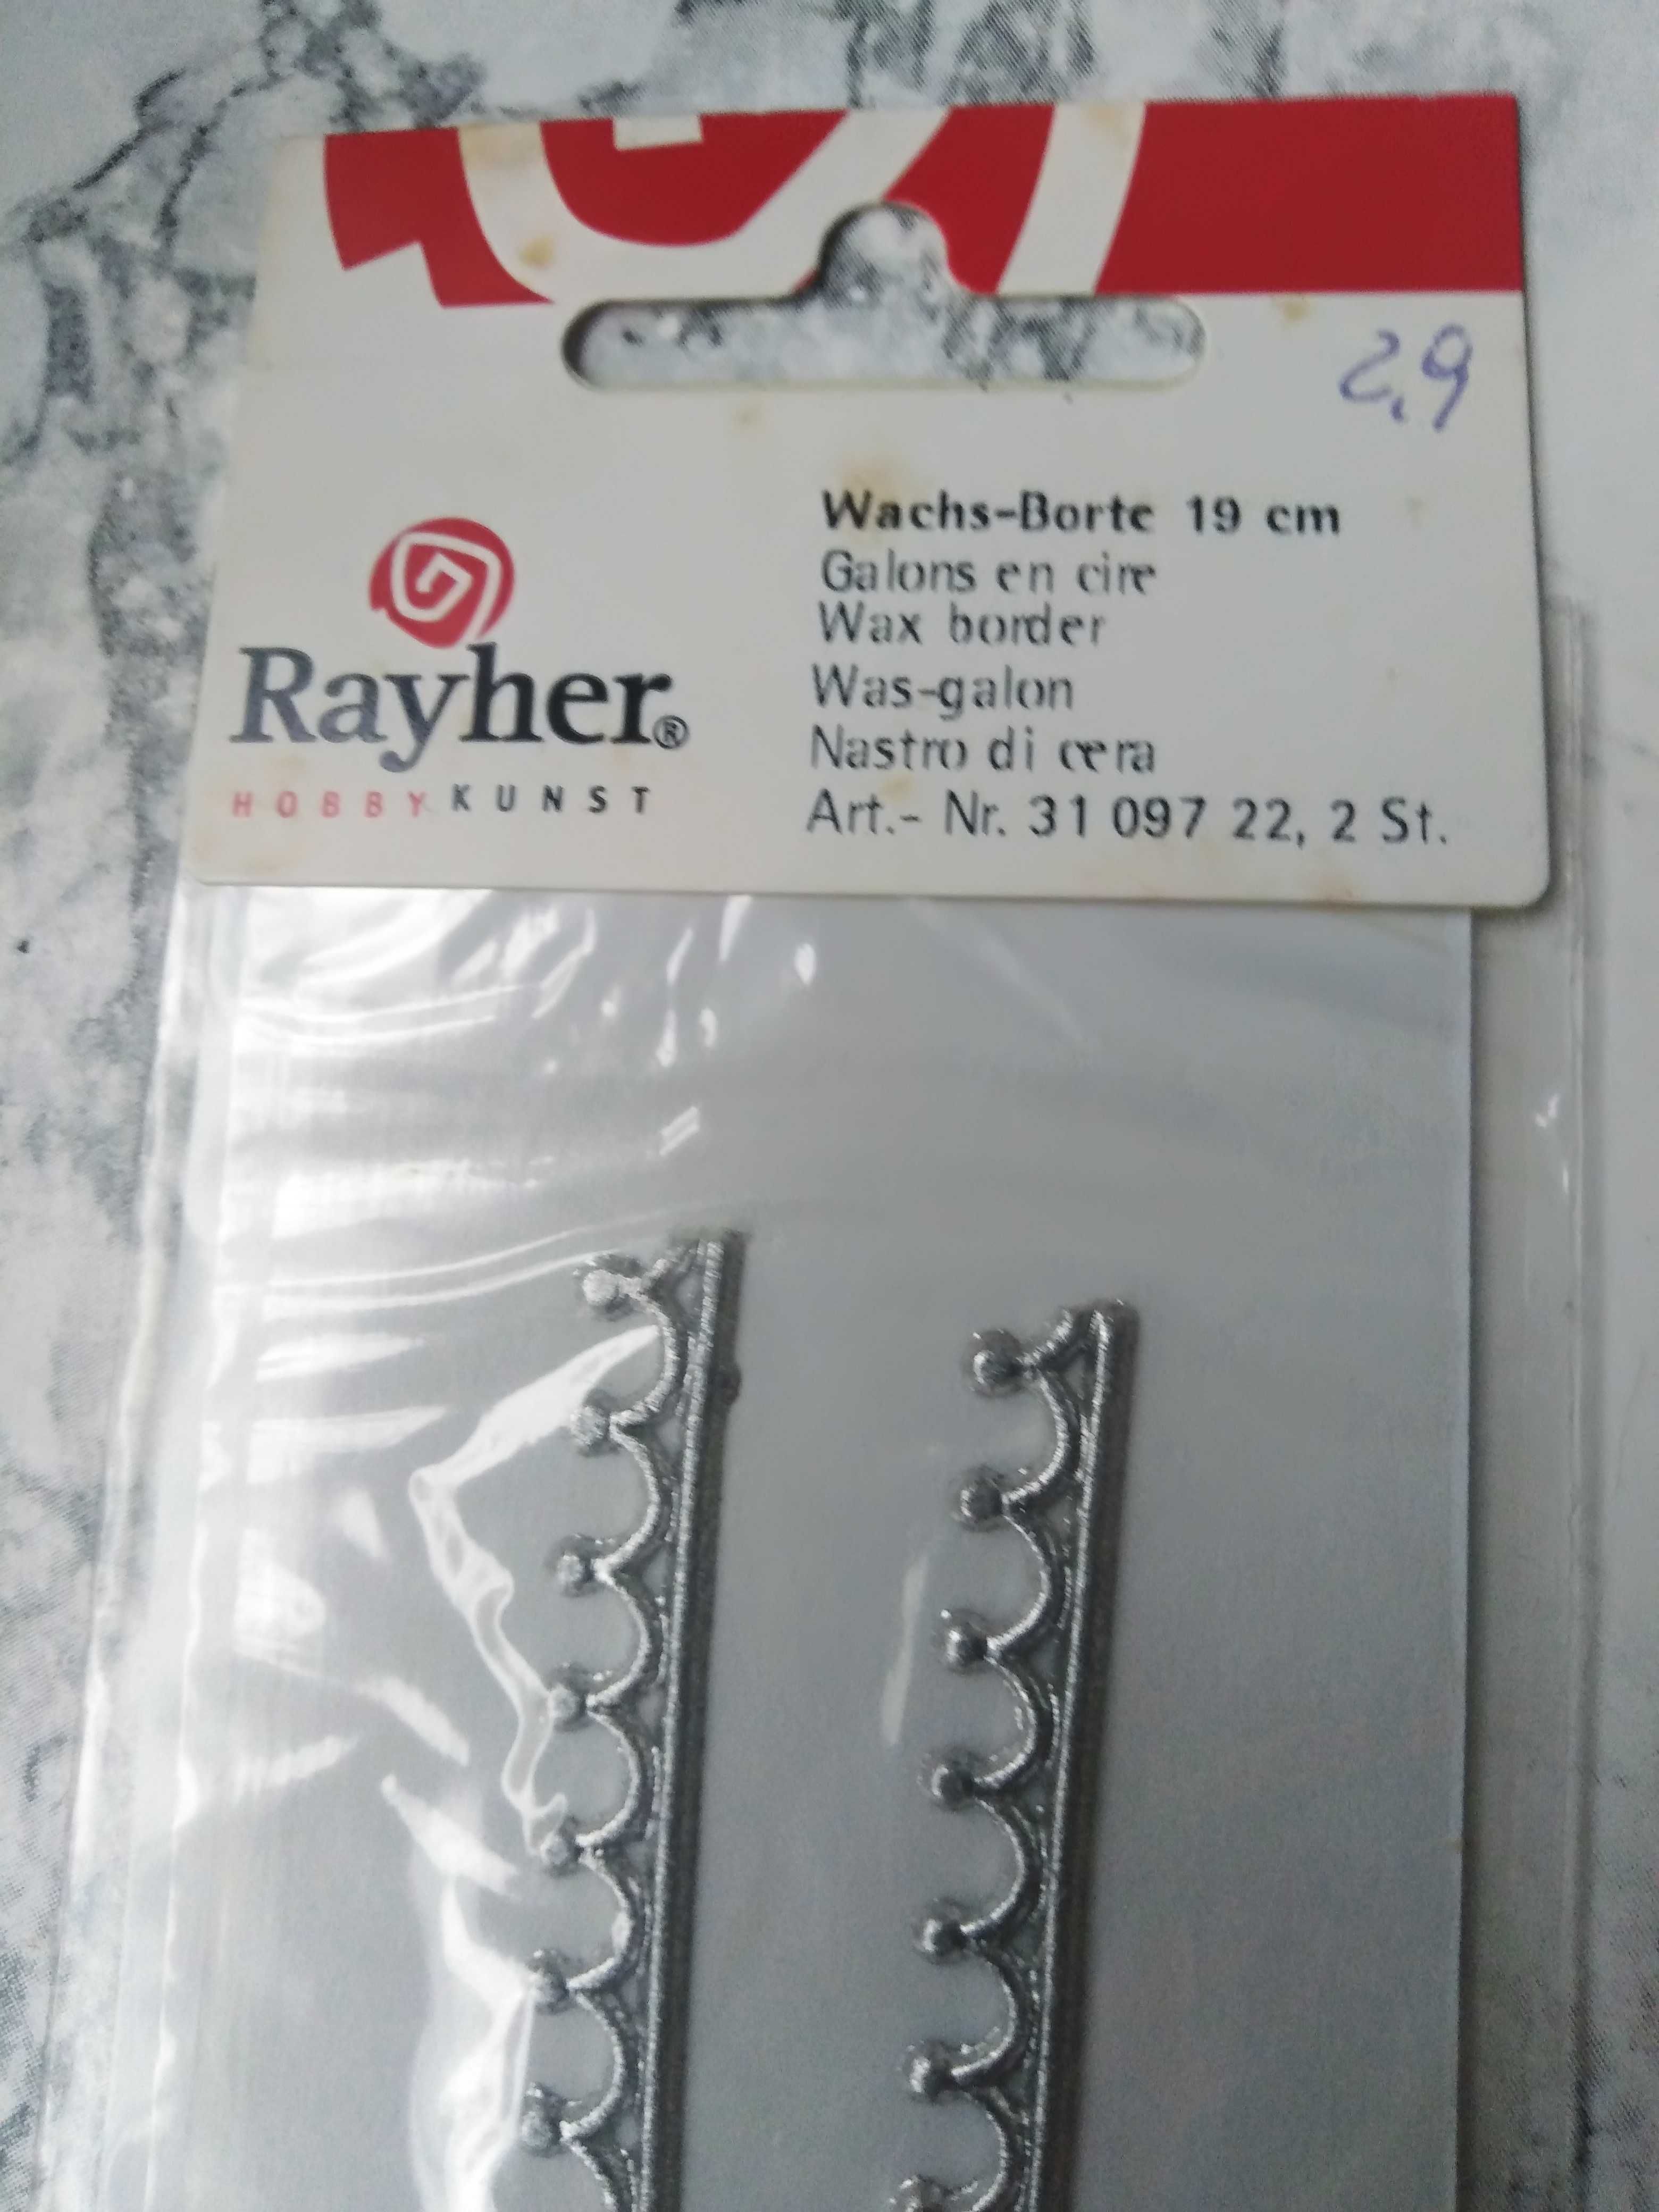 2,9
Wachs-Borte 19 cm
Galons en cire
Wax border
Was-galon
Nastro di cera
Art.- Nr. 31 097 22, 2 St.
Rayher®
HOBBYKUNST